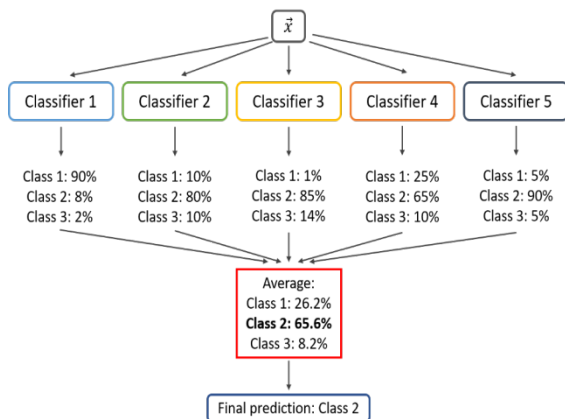 x⃗
Classifier 1
Classifier 2
Classifier 3
Classifier 4
Classifier 5
Class 1: 90%
Class 2: 8%
Class 3: 2%
Class 1: 10%
Class 2: 80%
Class 3: 10%
Class 1: 1%
Class 2: 85%
Class 3: 14%
Class 1: 25%
Class 2: 65%
Class 3: 10%
Class 1: 5%
Class 2: 90%
Class 3: 5%
Average:
Class 1: 26.2%
Class 2: 65.6%
Class 3: 8.2%
Final prediction: Class 2